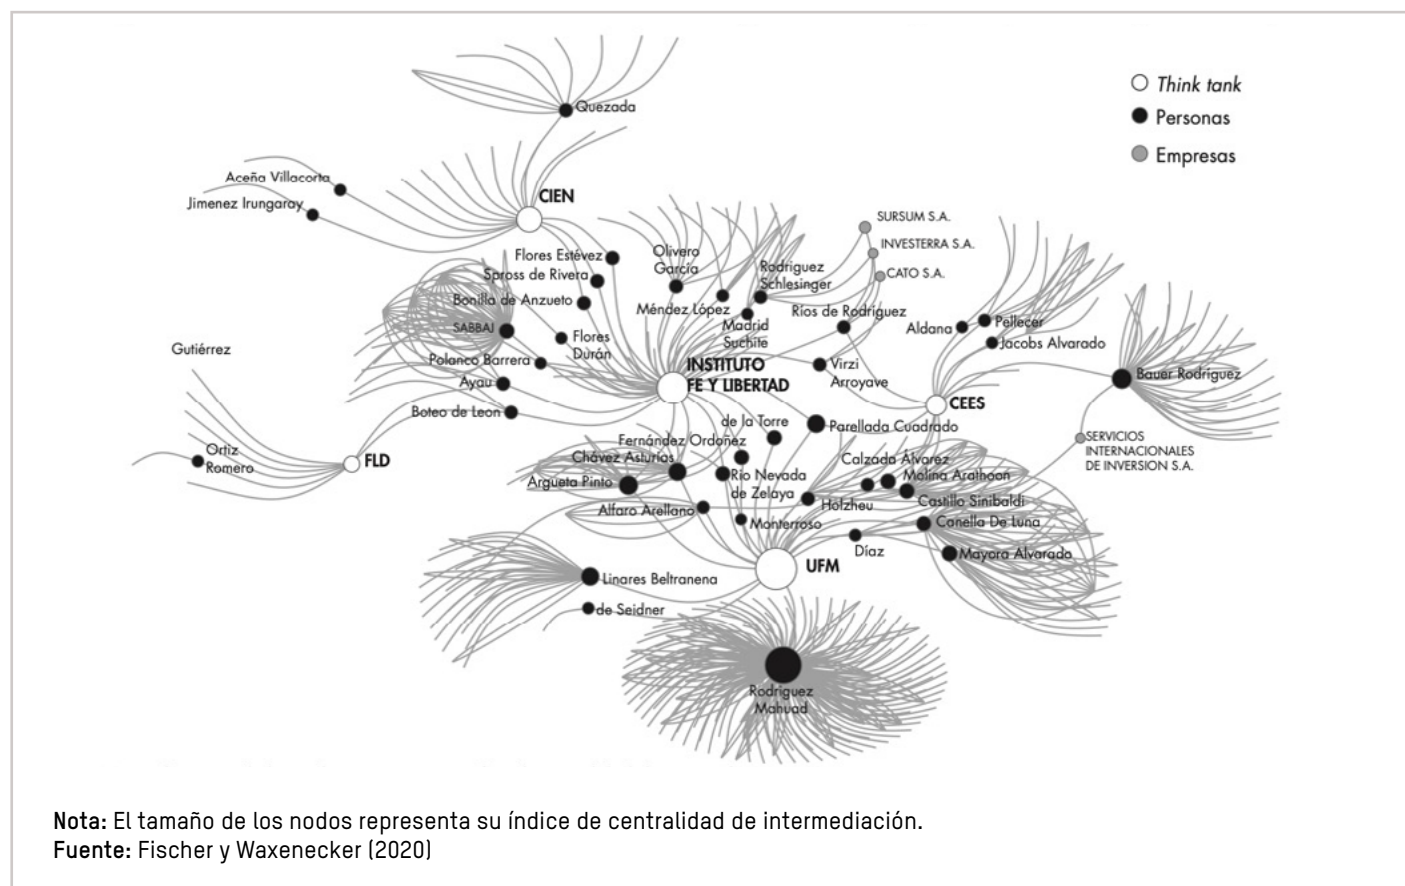 Think tank
Personas
Empresas
Quezada
Aceña Villacorta
Jimenez Irungaray
CIEN
SURSUM S.A.
INVESTERRA S.A.
CATO S.A.
Flores Estévez
Spross de Rivera
Bonilla de Anzueto
SABBAJ
Olivero
García
Rodriguez
Schlesinger
Méndez López
Madrid
Suchite
Ríos de Rodríguez
Aldana
Pellecer
Jacobs Alvarado
Flores
Durán
Gutiérrez
Polanco Barrera
Ayau
Boteo de Leon
INSTITUTO
FE Y LIBERTAD
Virzi
Arroyave
Bauer Rodríguez
CEES
de la Torre
Parellada Cuadrado
Ortiz
Romero
FLD
Fernández Ordoñez
Chávez Asturias
Argueta Pinto
Rio Nevada
de Zelaya
Calzada Álvarez
Molina Arathoon
Castillo Sinibaldi
SERVICIOS
INTERNACIONALES
DE INVERSION S.A.
Alfaro Arellano
Monterroso
Holzheu
Canella De Luna
Díaz
Mayora Alvarado
UFM
Linares Beltranena
de Seidner
Rodriguez
Mahuad
Nota: El tamaño de los nodos representa su índice de centralidad de intermediación.
Fuente: Fischer y Waxenecker (2020)